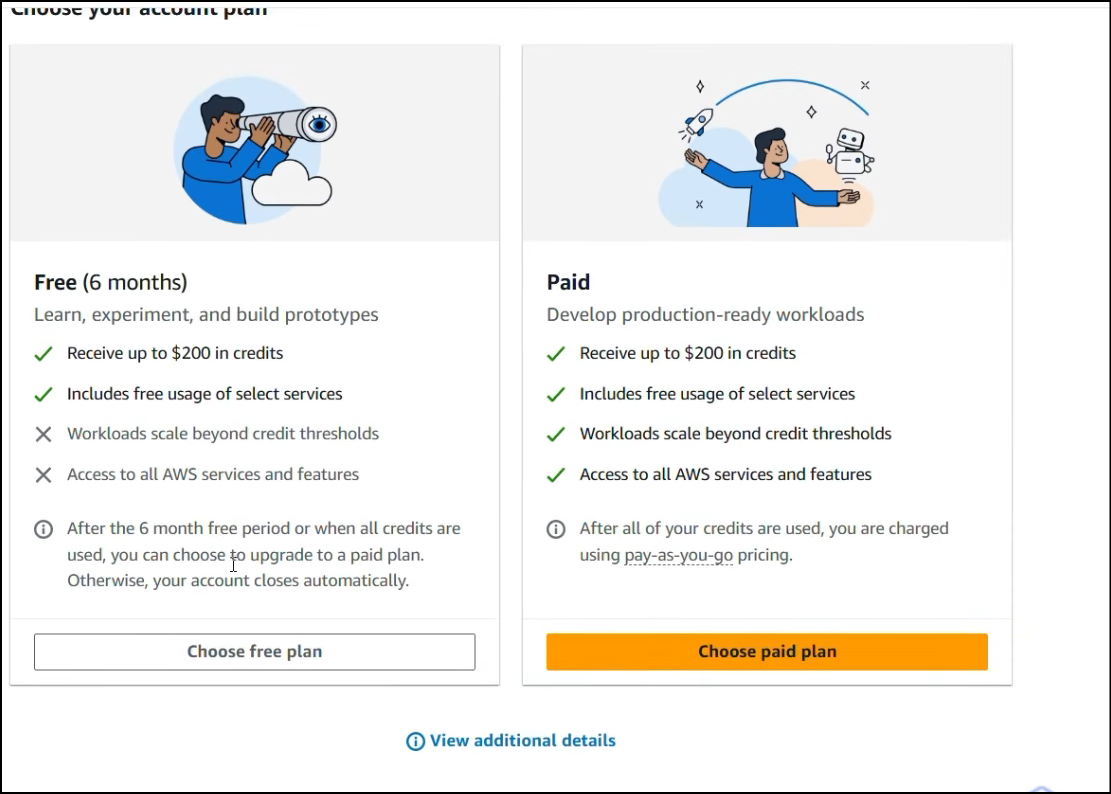 Choose your account plan
Free (6 months)
Learn, experiment, and build prototypes
Receive up to $200 in credits
Includes free usage of select services
Workloads scale beyond credit thresholds
Access to all AWS services and features
After the 6 month free period or when all credits are
used, you can choose to upgrade to a paid plan.
Otherwise, your account closes automatically.
Choose free plan
Paid
Develop production-ready workloads
Receive up to $200 in credits
Includes free usage of select services
Workloads scale beyond credit thresholds
Access to all AWS services and features
After all of your credits are used, you are charged
using pay-as-you-go pricing.
Choose paid plan
View additional details